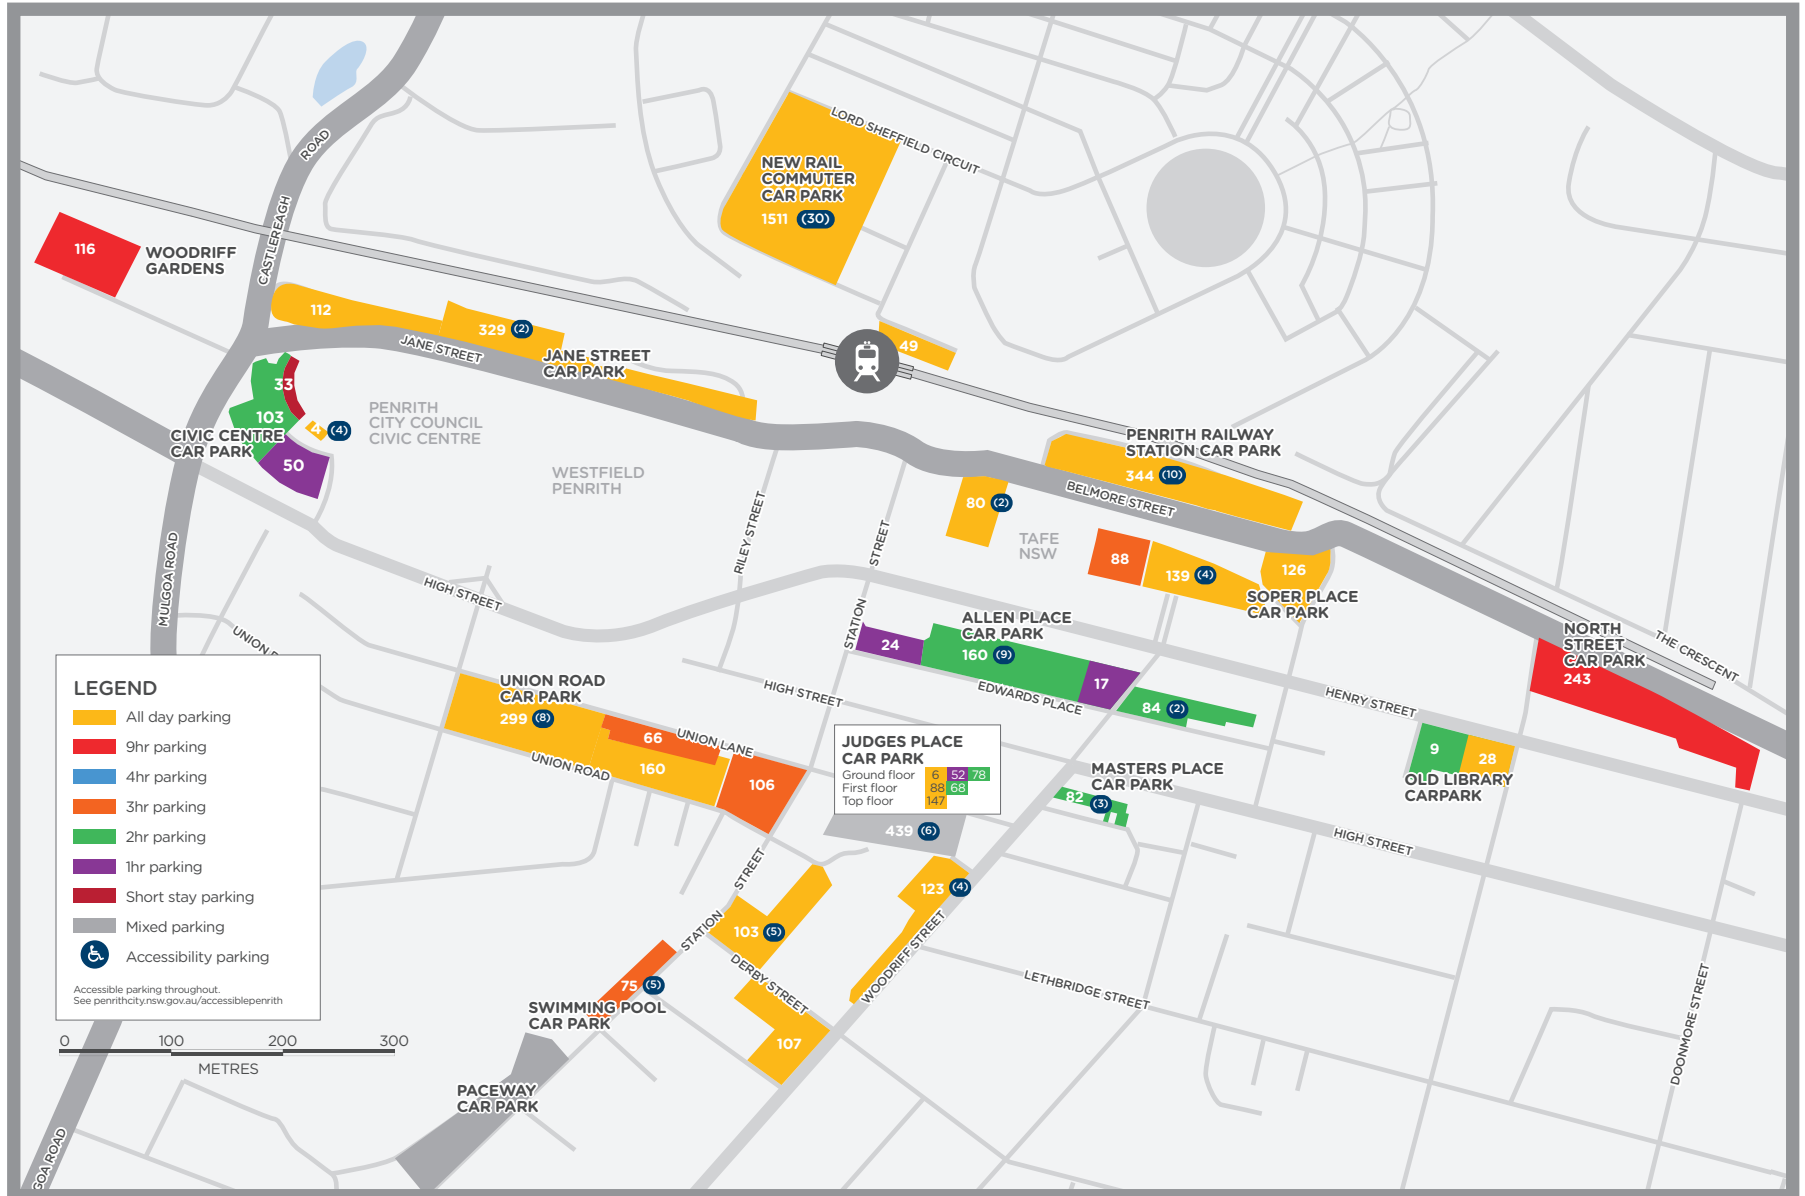 LORD SHEFFIELD CIRCUIT
ROAD
NEW RAIL
COMMUTER
CAR PARK
1511 (30)
CASTLEREAGH
116
WOODRIFF
GARDENS
112
329 (2)
JANE STREET
JANE STREET
CAR PARK
49
33
103
4 (4)
CIVIC CENTRE
CAR PARK
50
PENRITH
CITY COUNCIL
CIVIC CENTRE
WESTFIELD
PENRITH
PENRITH RAILWAY
STATION CAR PARK
344 (10)
BELMORE STREET
80 (2)
TAFE
NSW
RILEY STREET
STREET
STATION
88
139 (4)
126
SOPER PLACE
CAR PARK
MULGOA ROAD
HIGH STREET
UNION R
ALLEN PLACE
CAR PARK
24
160 (9)
17
EDWARDS PLACE
84 (2)
NORTH
STREET
CAR PARK
243
THE CRESCENT
HENRY STREET
HIGH STREET
UNION ROAD
CAR PARK
299 (8)
66
UNION LANE
UNION ROAD
160
106
JUDGES PLACE
CAR PARK
Ground floor 6 52 78
First floor 88 68
Top floor 147
439 (6)
MASTERS PLACE
CAR PARK
82 (3)
9
28
OLD LIBRARY
CARPARK
HIGH STREET
STREET
STATION
123 (4)
103 (5)
DERBY STREET
WOODRIFF STREET
LETHBRIDGE STREET
DOONMORE STREET
75 (5)
SWIMMING POOL
CAR PARK
107
PACEWAY
CAR PARK
LEGEND
All day parking
9hr parking
4hr parking
3hr parking
2hr parking
1hr parking
Short stay parking
Mixed parking
Accessibility parking
Accessible parking throughout.
See penrithcity.nsw.gov.au/accessiblepenrith
0 100 200 300
METRES
GOA ROAD